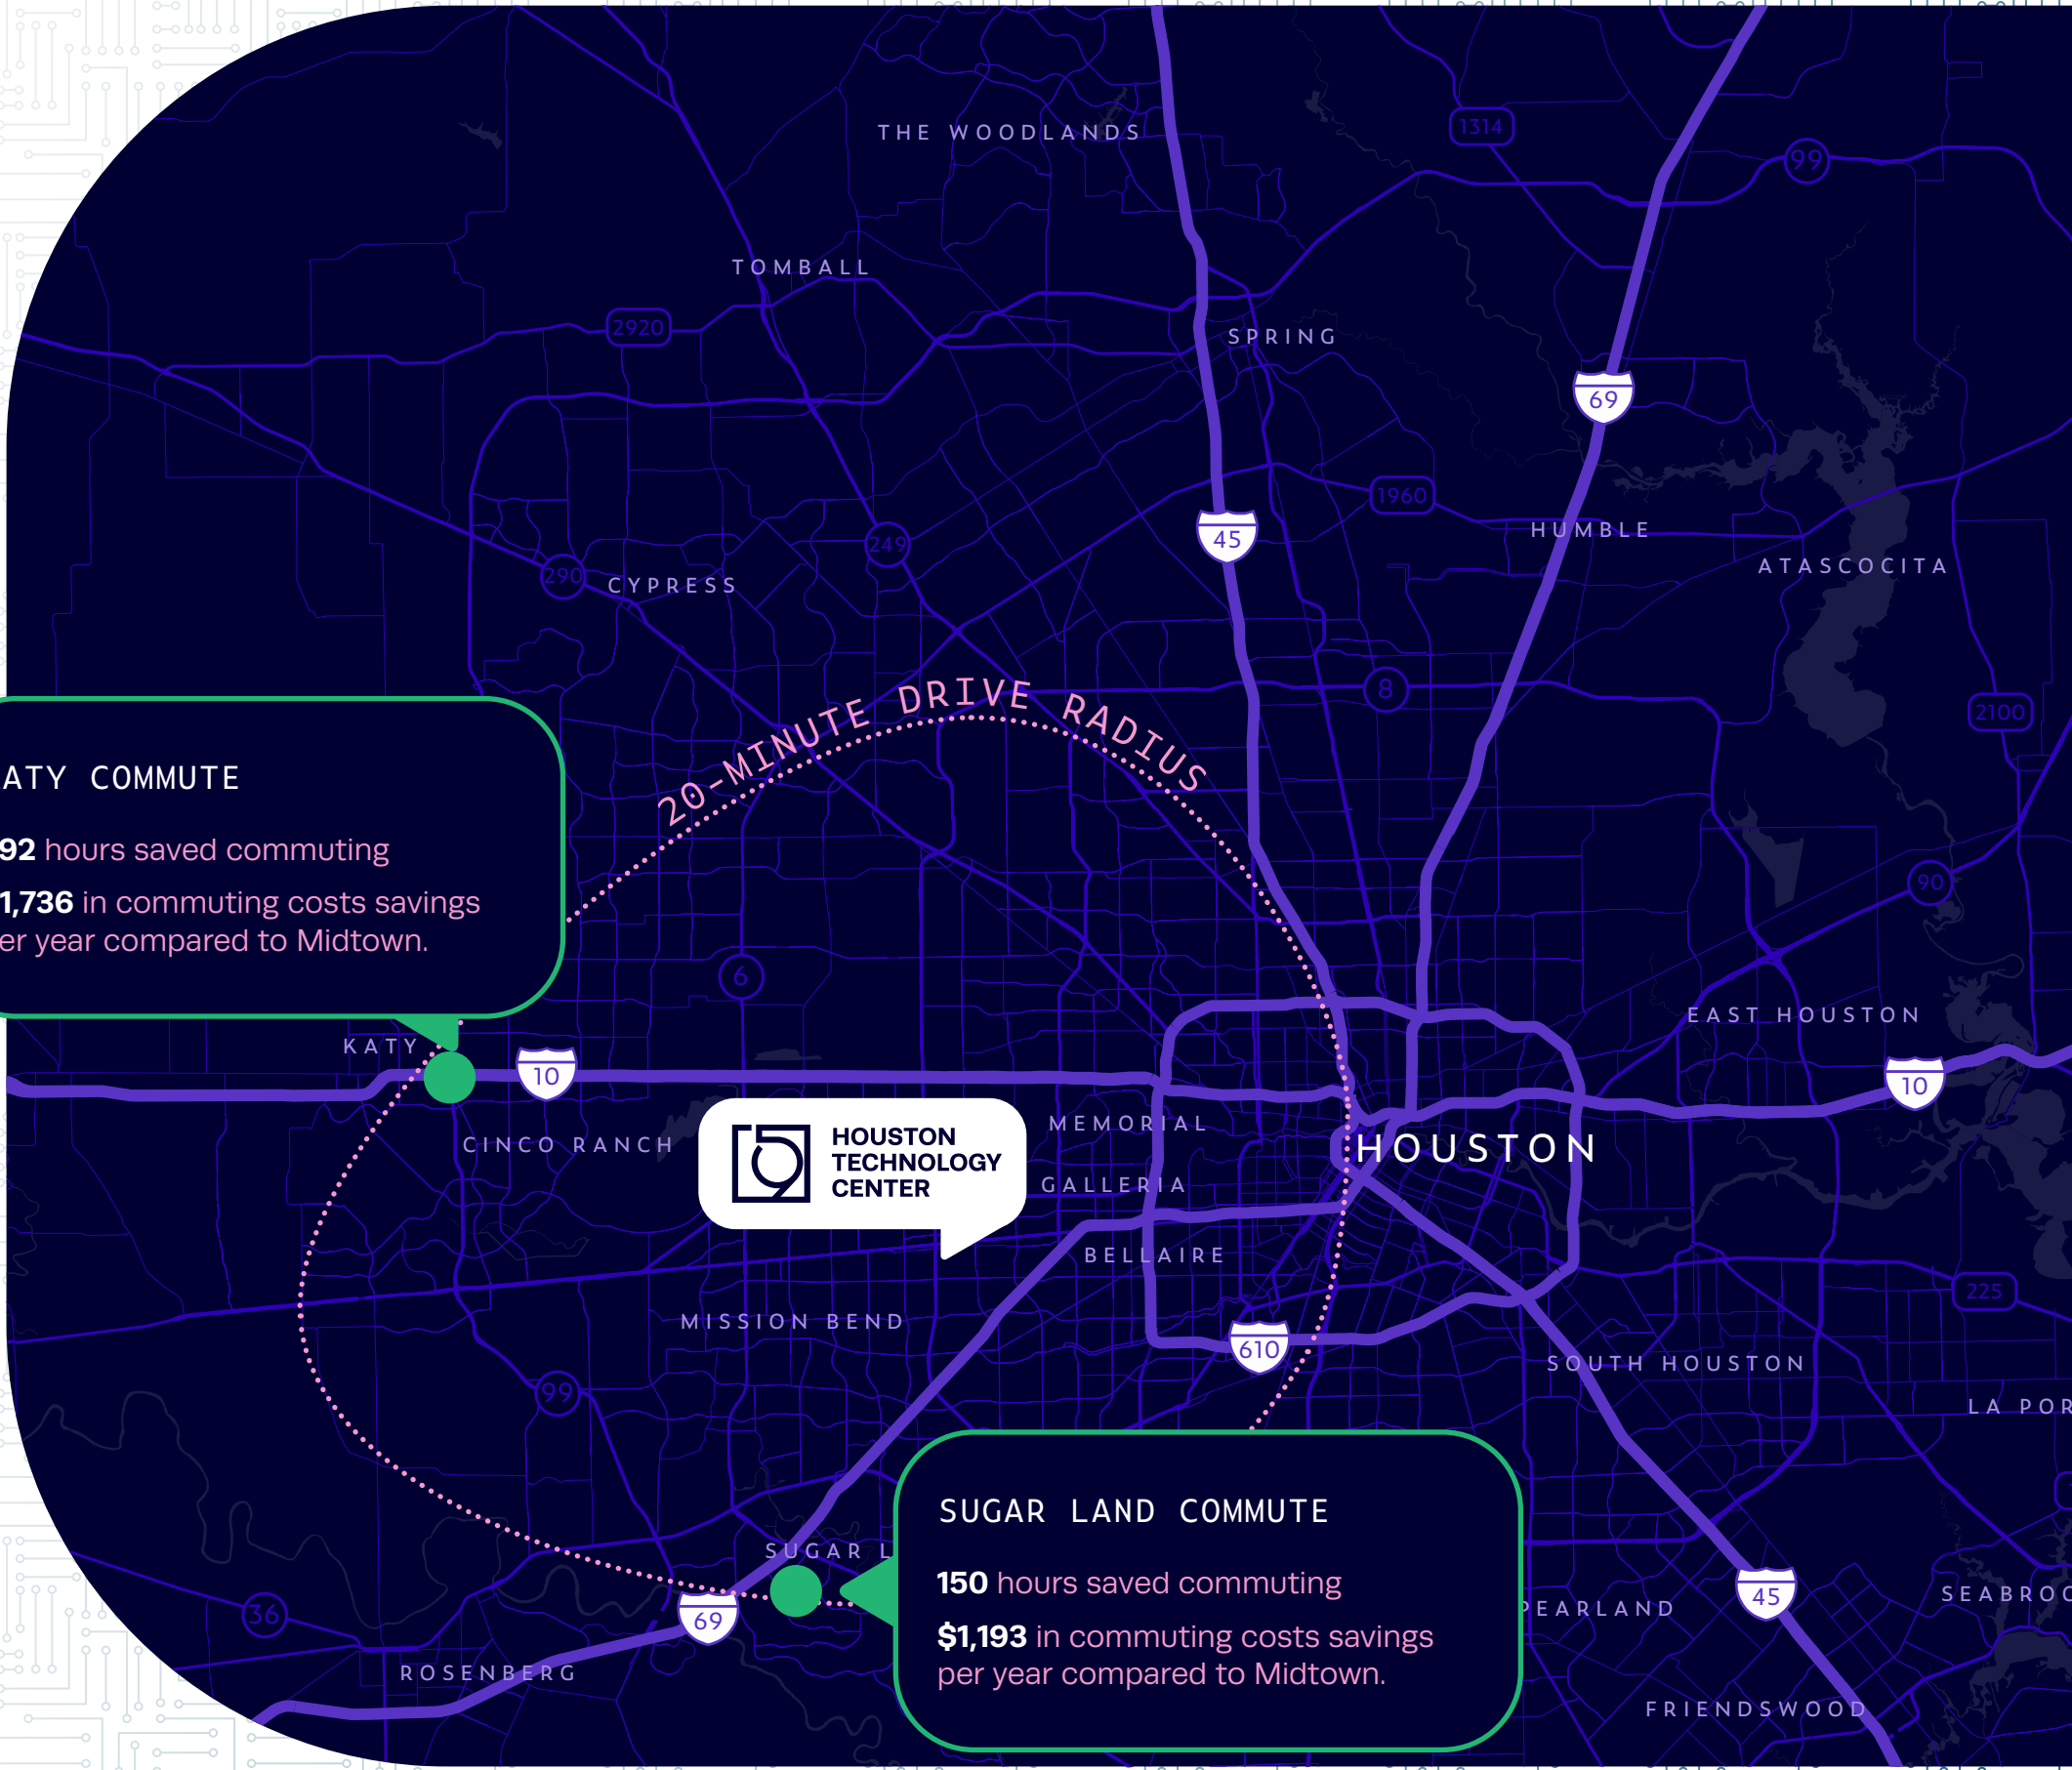 THE WOODLANDS
1314
99
TOMBALL
2920
SPRING
69
45
1960
HUMBLE
249
ATASCOCITA
290
CYPRESS
20-MINUTE DRIVE RADIUS
8
2100
ATY COMMUTE
92 hours saved commuting
1,736 in commuting costs savings
er year compared to Midtown.
90
6
EAST HOUSTON
KATY
10
10
MEMORIAL
CINCO RANCH
HOUSTON
TECHNOLOGY
CENTER
HOUSTON
GALLERIA
BELLAIRE
225
MISSION BEND
610
SOUTH HOUSTON
99
LA POR
SUGAR LAND COMMUTE
SUGAR L
150 hours saved commuting
$1,193 in commuting costs savings
per year compared to Midtown.
36
69
45
PEARLAND
SEABROO
ROSENBERG
FRIENDSWOOD